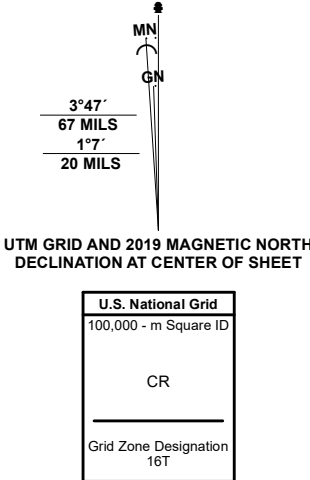 MN
GN
3°47´
67 MILS
1°7´
20 MILS
UTM GRID AND 2019 MAGNETIC NORTH
DECLINATION AT CENTER OF SHEET
U.S. National Grid
100,000 - m Square ID
CR
Grid Zone Designation
16T